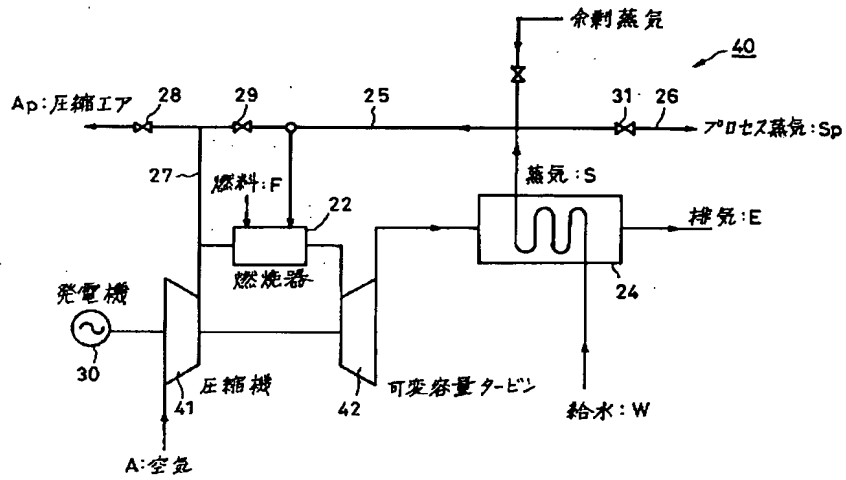 余剰蒸気
40
Ap:圧縮エア
28
29
25
31
26
プロセス蒸気:Sp
27
燃料:F
22
蒸気:S
排気:E
燃焼器
24
発電機
30
41
圧縮機
42
可変容量タービン
給水:W
A:空気